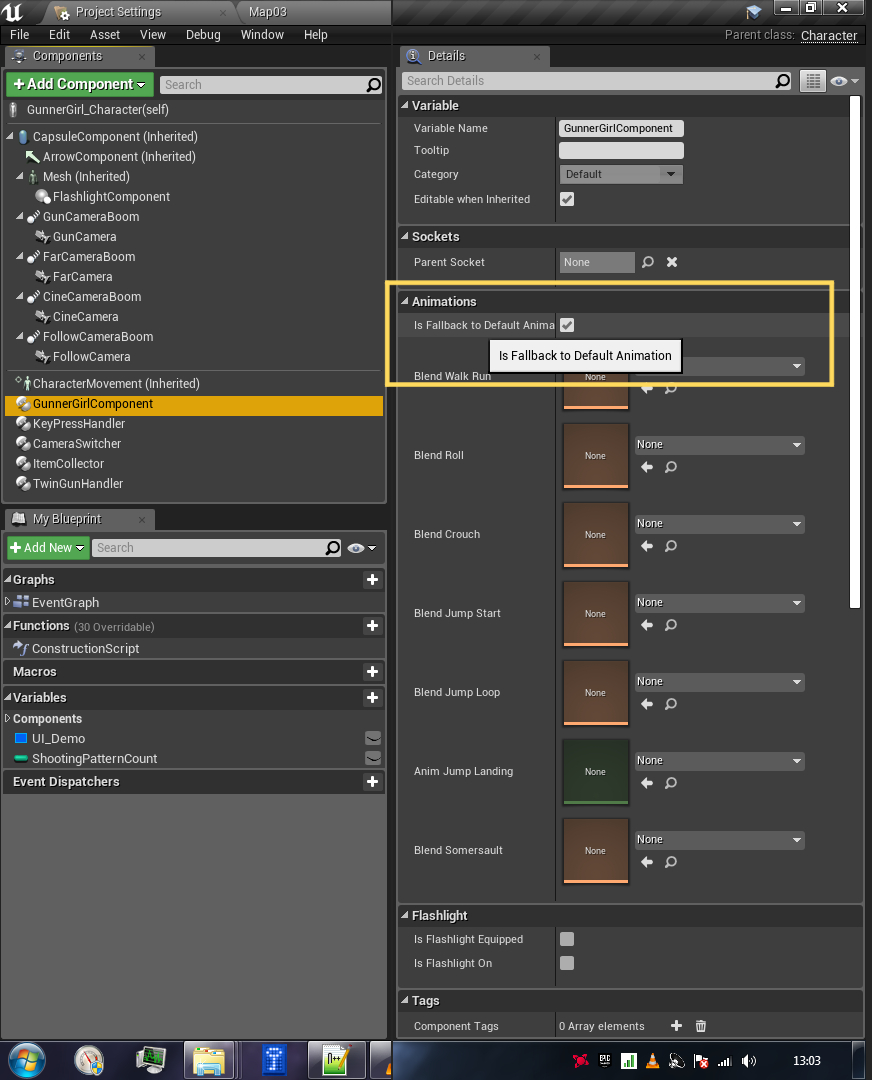 Project Settings
Map03
File Edit Asset View Debug Window Help
Parent class: Character
Components
+ Add Component
Search
GunnerGirl_Character(self)
CapsuleComponent (Inherited)
ArrowComponent (Inherited)
Mesh (Inherited)
FlashlightComponent
GunCameraBoom
GunCamera
FarCameraBoom
FarCamera
CineCameraBoom
CineCamera
FollowCameraBoom
FollowCamera
CharacterMovement (Inherited)
GunnerGirlComponent
KeyPressHandler
CameraSwitcher
ItemCollector
TwinGunHandler
My Blueprint
+ Add New
Search
Graphs
EventGraph
Functions (30 Overridable)
ConstructionScript
Macros
Variables
Components
UI_Demo
ShootingPatternCount
Event Dispatchers
Details
Search Details
Variable
Variable Name GunnerGirlComponent
Tooltip
Category Default
Editable when Inherited
Sockets
Parent Socket None
Animations
Is Fallback to Default Anima
Is Fallback to Default Animation
Blend Walk Run None
Blend Roll None None
Blend Crouch None None
Blend Jump Start None None
Blend Jump Loop None None
Anim Jump Landing None None
Blend Somersault None None
Flashlight
Is Flashlight Equipped
Is Flashlight On
Tags
Component Tags 0 Array elements
13:03